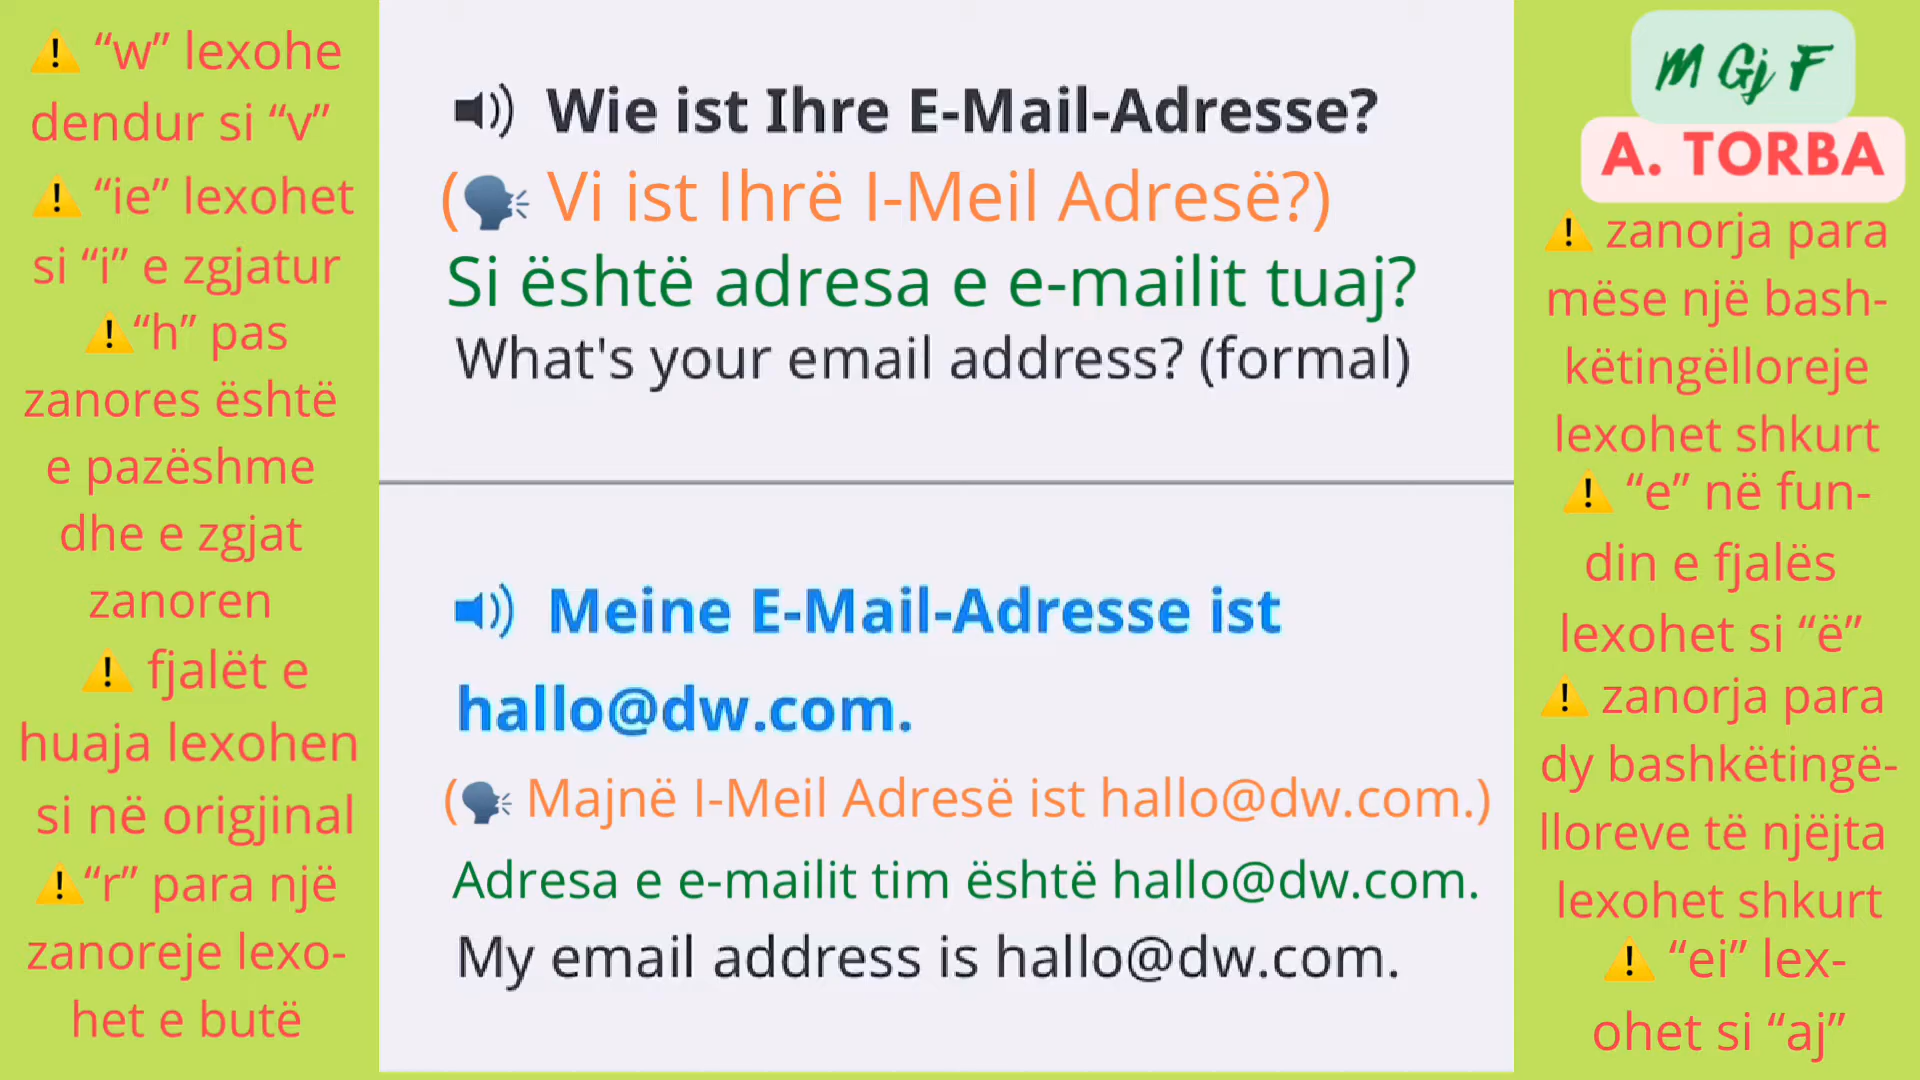 ⚠️ “w” lexohe
dendur si “v”
⚠️ “ie” lexohet
si “i” e zgjatur
⚠️“h” pas
zanores është
e pazëshme
dhe e zgjat
zanoren
⚠️ fjalët e
huaja lexohen
si në origjinal
⚠️“r” para një
zanoreje lexo-
het e butë
Wie ist Ihre E-Mail-Adresse?
(🗣️ Vi ist Ihrë I-Meil Adresë?)
Si është adresa e e-mailit tuaj?
What's your email address? (formal)
Meine E-Mail-Adresse ist
hallo@dw.com.
(🗣️ Majnë I-Meil Adresë ist hallo@dw.com.)
Adresa e e-mailit tim është hallo@dw.com.
My email address is hallo@dw.com.
M Gj F
A. TORBA
⚠️ zanorja para
mëse një bash-
këtingëlloreje
lexohet shkurt
⚠️ “e” në fun-
din e fjalës
lexohet si “ë”
⚠️ zanorja para
dy bashkëtingë-
lloreve të njëjta
lexohet shkurt
⚠️ “ei” lex-
ohet si “aj”